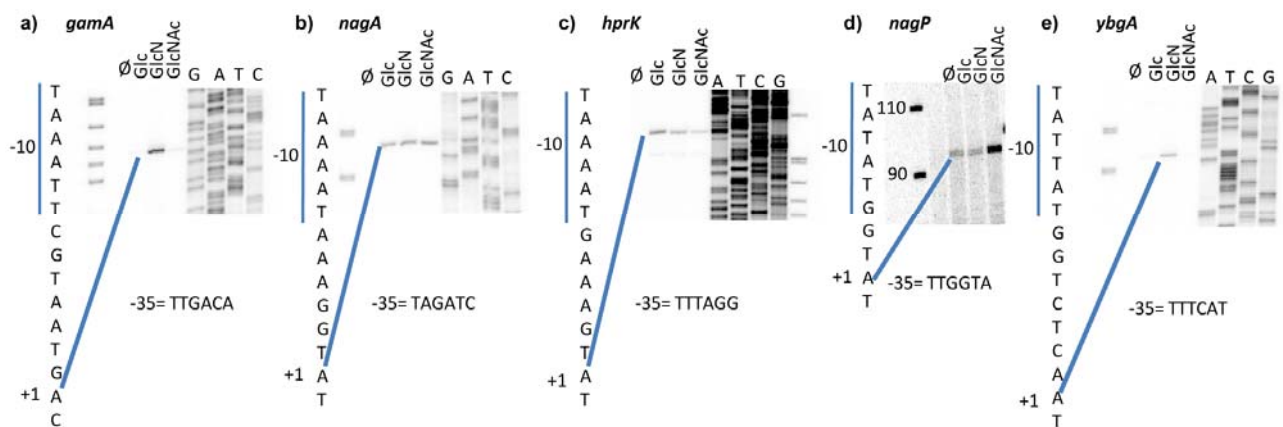 a) gamA
Ø
Glc
GlcN
GlcNAc
G A T C
-10
T
A
A
A
T
T
C
G
T
A
A
T
G
+1 A
C
-35= TTGACA
b) nagA
Ø
Glc
GlcN
GlcNAc
G A T C
-10
T
A
A
A
A
T
A
A
A
G
G
T
+1 A
T
-35= TAGATC
c) hprK
Ø
Glc
GlcN
GlcNAc
A T C G
-10
T
A
A
A
A
T
G
A
A
A
G
T
+1 A
T
-35= TTTAGG
d) nagP
Ø
Glc
GlcN
GlcNAc
110
90
-10
T
A
T
A
T
G
G
T
+1 A
T
-35= TTGGTA
e) ybgA
Ø
Glc
GlcN
GlcNAc
A T C G
-10
T
A
T
T
A
T
G
G
T
C
T
C
A
+1 A
T
-35= TTTCAT